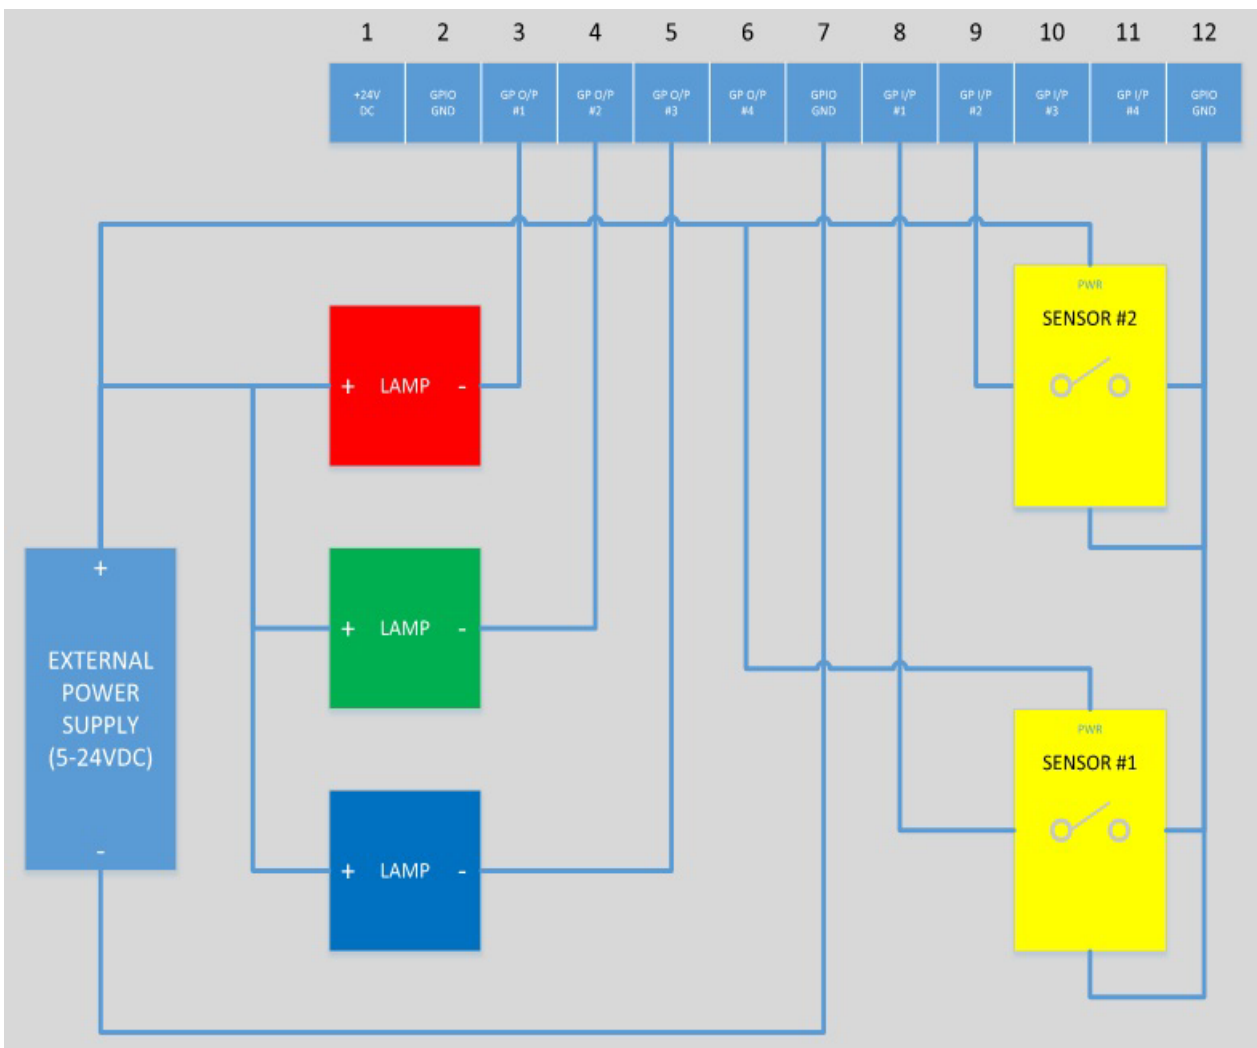 1 2 3 4 5 6 7 8 9 10 11 12
+24V GPIO GP O/P GP O/P GP O/P GP O/P GPIO GP I/P GP I/P GP I/P GP I/P GPIO
DC GND #1 #2 #3 #4 GND #1 #2 #3 #4 GND
PWR
SENSOR #2
+ LAMP -
+
+ LAMP -
EXTERNAL
POWER
SUPPLY
(5-24VDC)
-
PWR
SENSOR #1
+ LAMP -